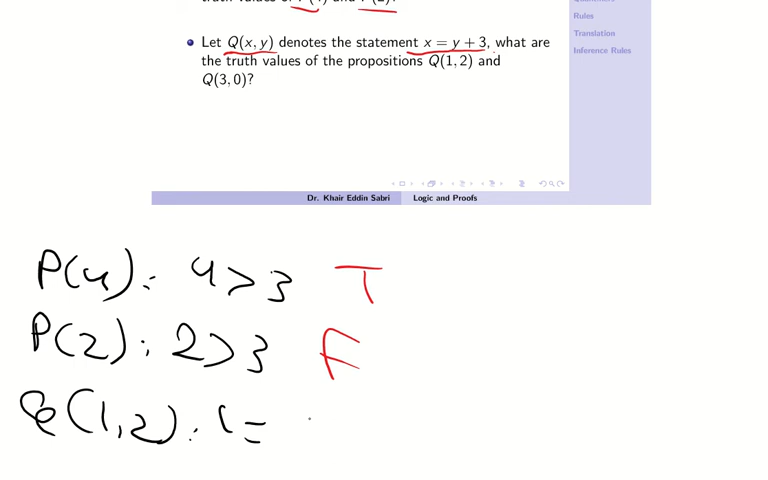 Let Q(x, y) denotes the statement x = y + 3, what are
the truth values of the propositions Q(1, 2) and
Q(3, 0)?
Rules
Translation
Inference Rules
Dr. Khair Eddin Sabri Logic and Proofs
P(4): 4 > 3 T
P(2): 2 > 3 F
Q(1,2): 1 =